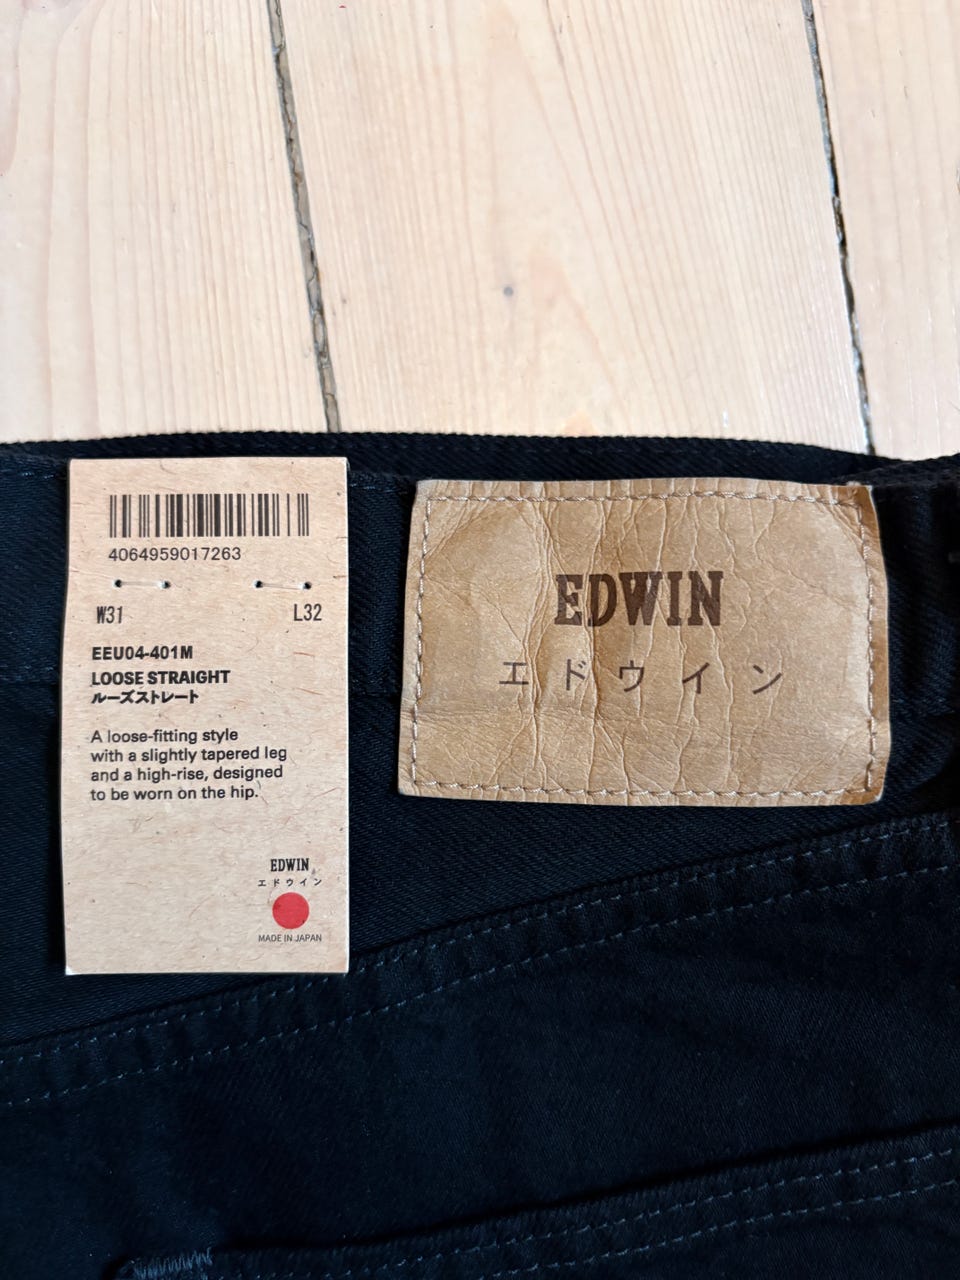 4064959017263
W31 L32
EEU04-401M
LOOSE STRAIGHT
ルーズストレート
A loose-fitting style
with a slightly tapered leg
and a high-rise, designed
to be worn on the hip.
EDWIN
エドウイン
MADE IN JAPAN
EDWIN
エドウイン